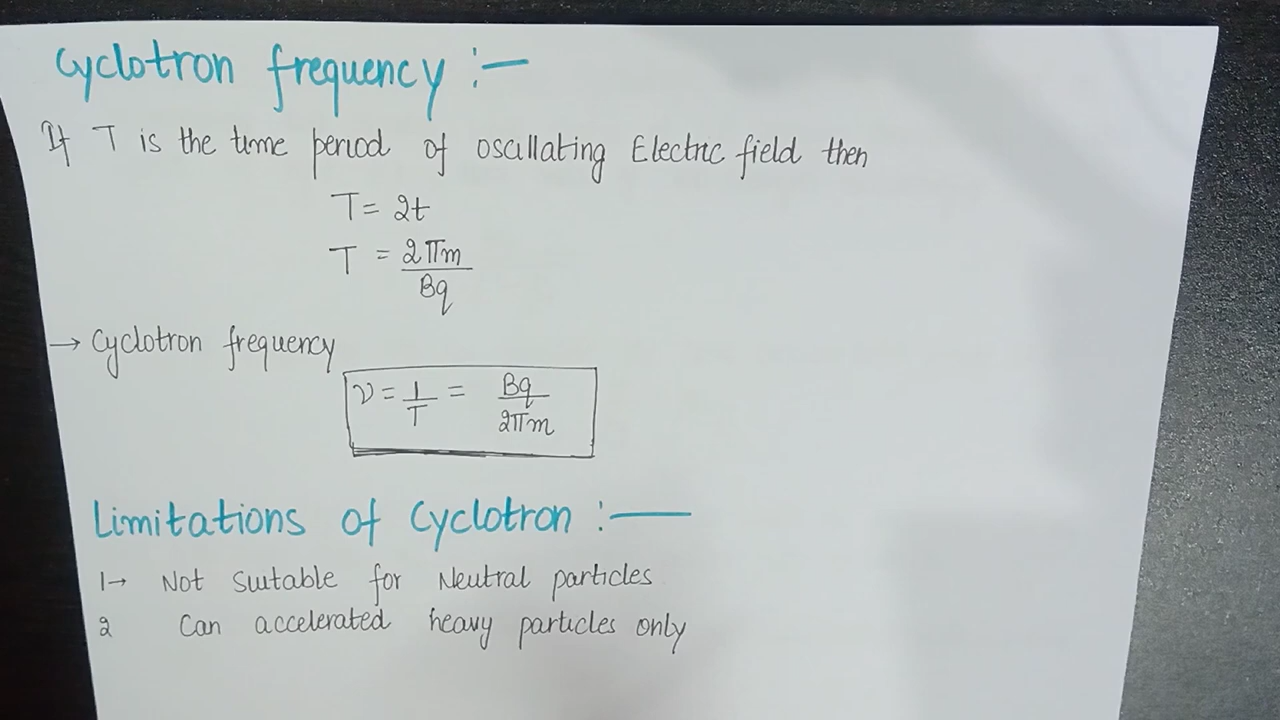 Cyclotron frequency :-
If T is the time period of oscillating Electric field then
T = 2t
T = 2πm/Bq
→ Cyclotron frequency
ν = 1/T = Bq/2πm
Limitations of Cyclotron :-
1→ Not suitable for Neutral particles
2 Can accelerated heavy particles only